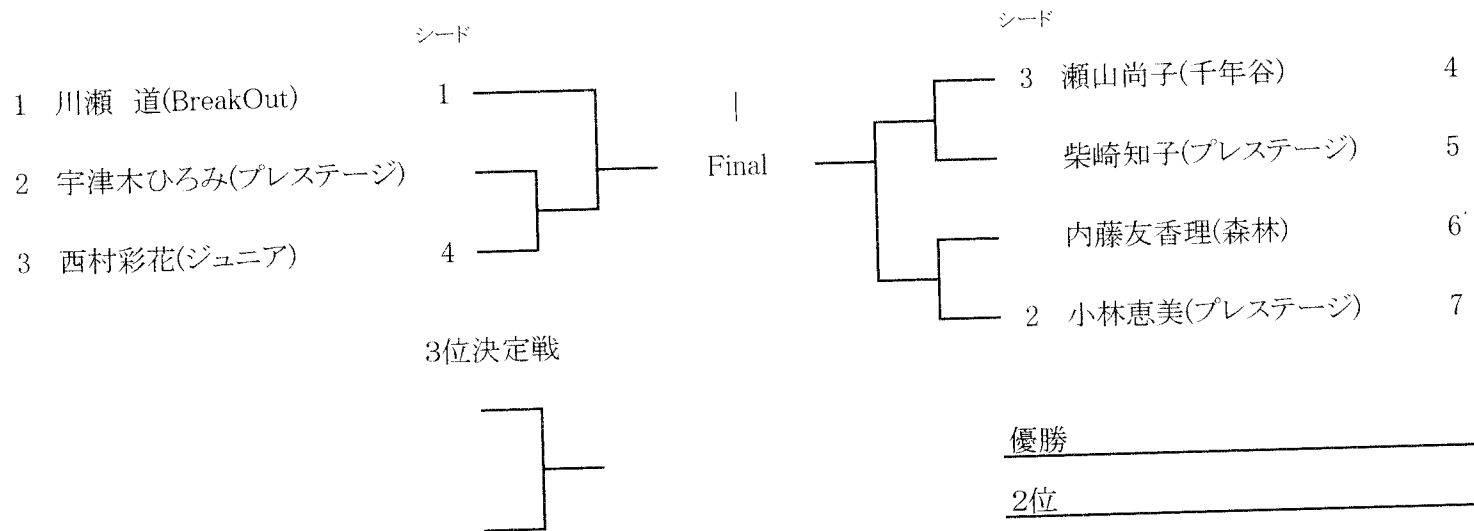 シード
1 川瀬 道(BreakOut) 1
2 宇津木ひろみ(プレステージ)
3 西村彩花(ジュニア) 4
Final
シード
3 瀬山尚子(千年谷) 4
柴崎知子(プレステージ) 5
内藤友香理(森林) 6
2 小林恵美(プレステージ) 7
3位決定戦
優勝
2位